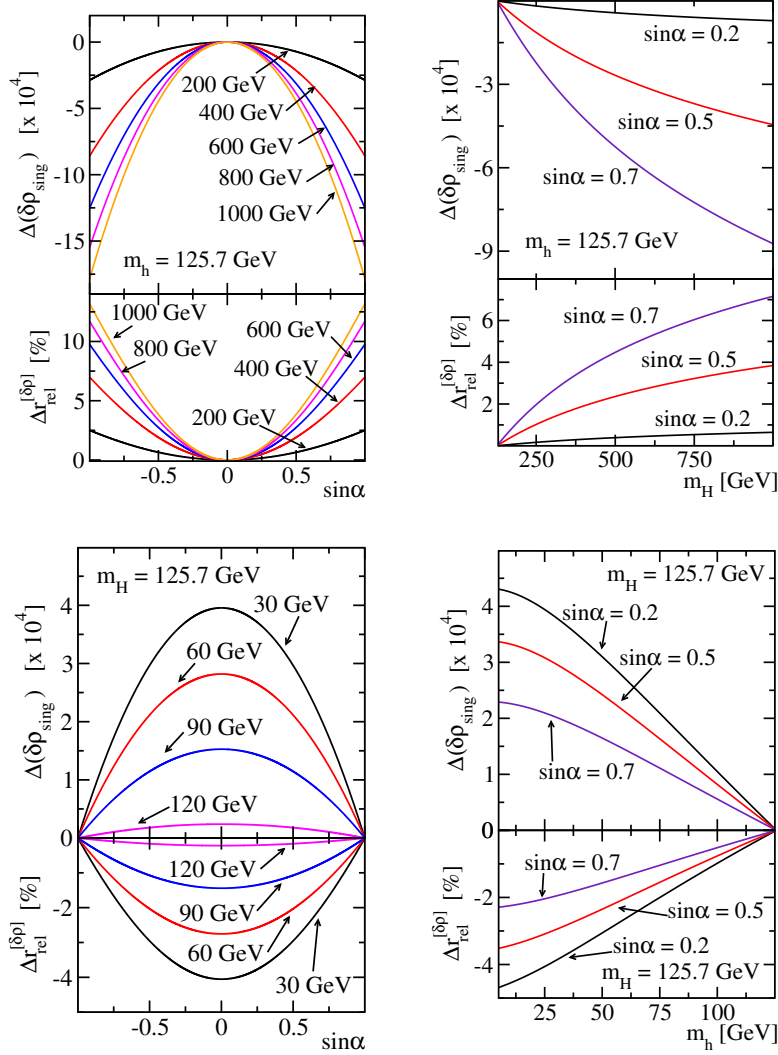 0
-5
-10
-15
Δ(δρsing) [x 10^4]
200 GeV
400 GeV
600 GeV
800 GeV
1000 GeV
m_h = 125.7 GeV
10
5
0
Δr_rel^[δρ] [%]
1000 GeV
800 GeV
600 GeV
400 GeV
200 GeV
-0.5
0
0.5
sinα
-3
-6
-9
Δ(δρsing) [x 10^4]
sinα = 0.2
sinα = 0.5
sinα = 0.7
m_h = 125.7 GeV
6
4
2
Δr_rel^[δρ] [%]
sinα = 0.7
sinα = 0.5
sinα = 0.2
250
500
750
m_H [GeV]
4
3
2
1
0
Δ(δρsing) [x 10^4]
m_H = 125.7 GeV
30 GeV
60 GeV
90 GeV
120 GeV
-2
-4
Δr_rel^[δρ] [%]
120 GeV
90 GeV
60 GeV
30 GeV
-0.5
0
0.5
sinα
4
3
2
1
0
Δ(δρsing) [x 10^4]
m_H = 125.7 GeV
sinα = 0.2
sinα = 0.5
sinα = 0.7
-2
-4
Δr_rel^[δρ] [%]
sinα = 0.7
sinα = 0.5
sinα = 0.2
m_H = 125.7 GeV
25
50
75
100
m_h [GeV]